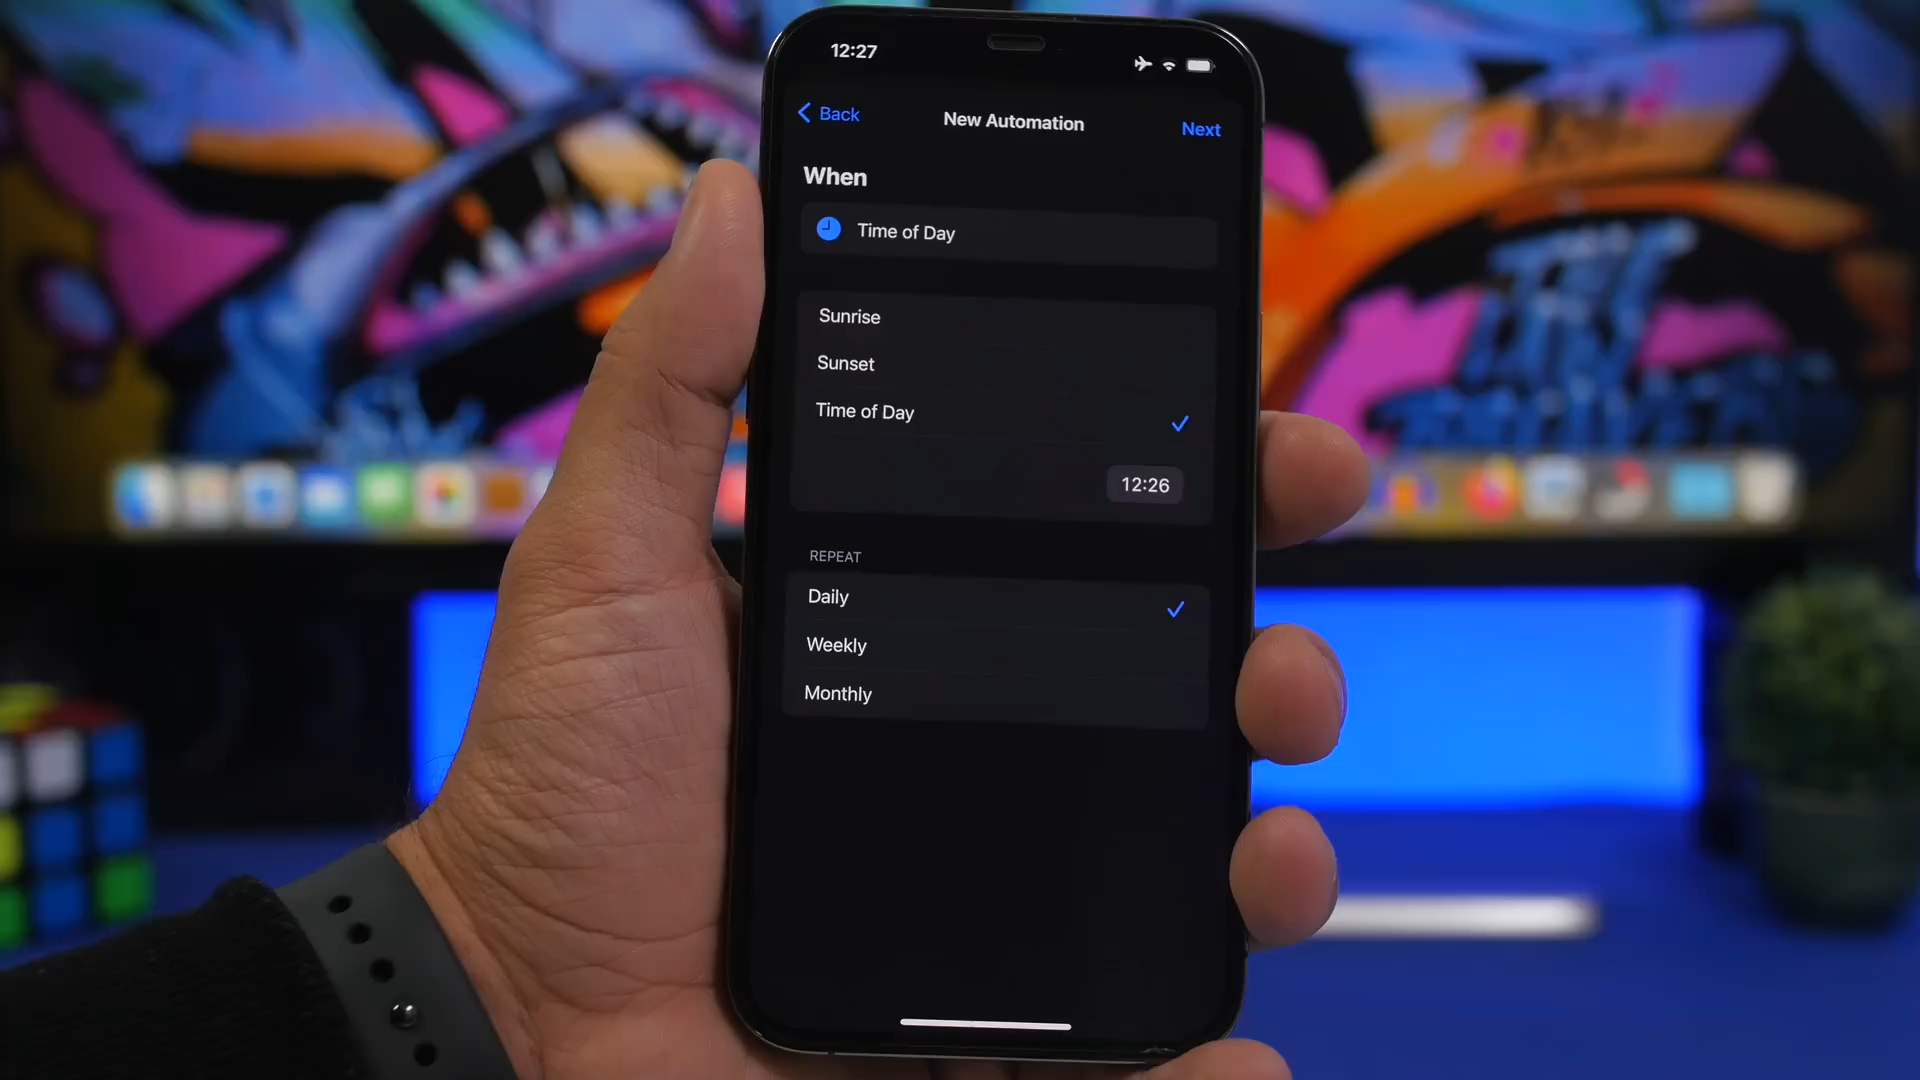 12:27
Back
New Automation
Next
When
Time of Day
Sunrise
Sunset
Time of Day
12:26
REPEAT
Daily
Weekly
Monthly